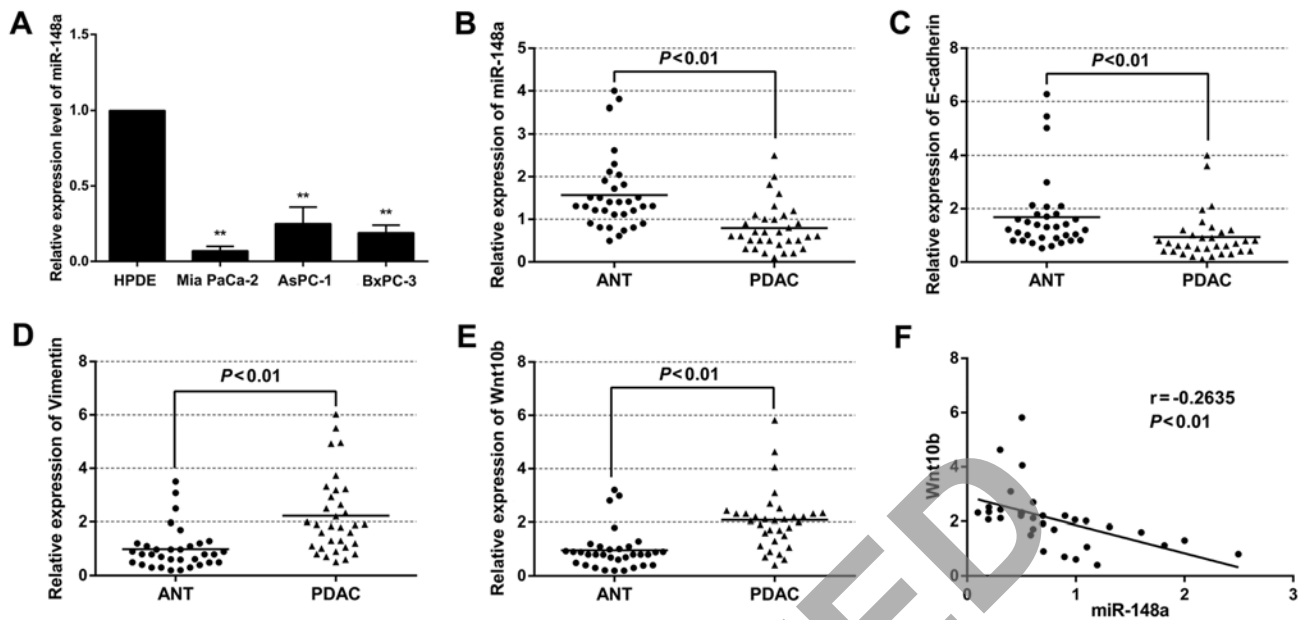 A
Relative expression level of miR-148a
1.5
1.0
0.5
0.0
**
**
**
HPDE
Mia PaCa-2
AsPC-1
BxPC-3
B
Relative expression of miR-148a
5
4
3
2
1
0
P<0.01
ANT
PDAC
C
Relative expression of E-cadherin
8
6
4
2
0
P<0.01
ANT
PDAC
D
Relative expression of Vimentin
8
6
4
2
0
P<0.01
ANT
PDAC
E
Relative expression of Wnt10b
8
6
4
2
0
P<0.01
ANT
PDAC
F
Wnt10b
8
6
4
2
0
r=-0.2635
P<0.01
0
1
2
3
miR-148a
ED